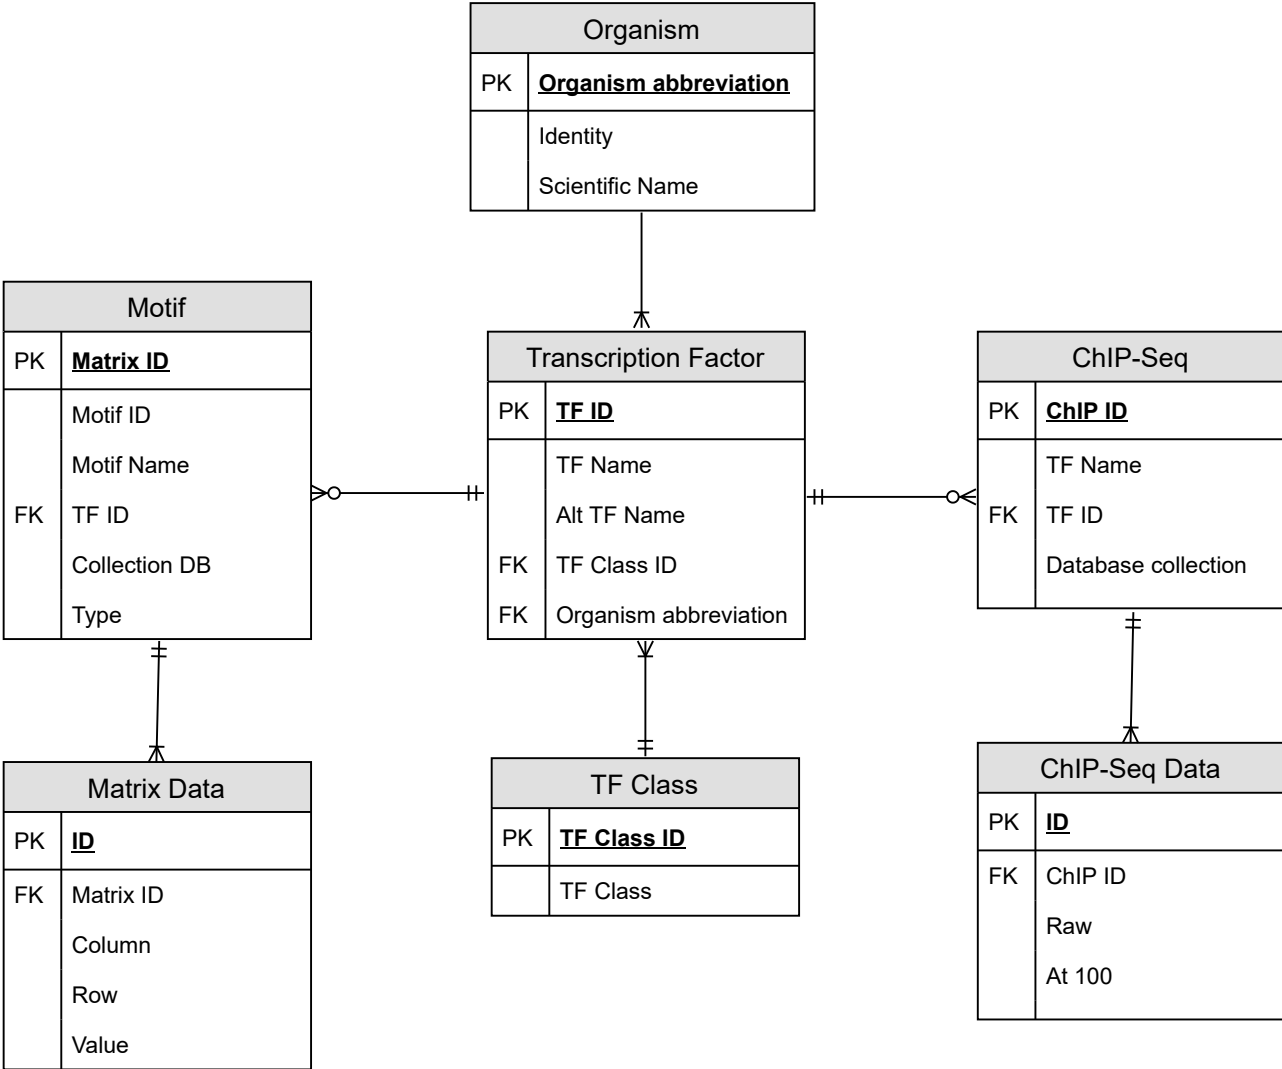 Organism
PK Organism abbreviation
Identity
Scientific Name
Motif
PK Matrix ID
Motif ID
Motif Name
FK TF ID
Collection DB
Type
Transcription Factor
PK TF ID
TF Name
Alt TF Name
FK TF Class ID
FK Organism abbreviation
ChIP-Seq
PK ChIP ID
TF Name
FK TF ID
Database collection
Matrix Data
PK ID
FK Matrix ID
Column
Row
Value
TF Class
PK TF Class ID
TF Class
ChIP-Seq Data
PK ID
FK ChIP ID
Raw
At 100